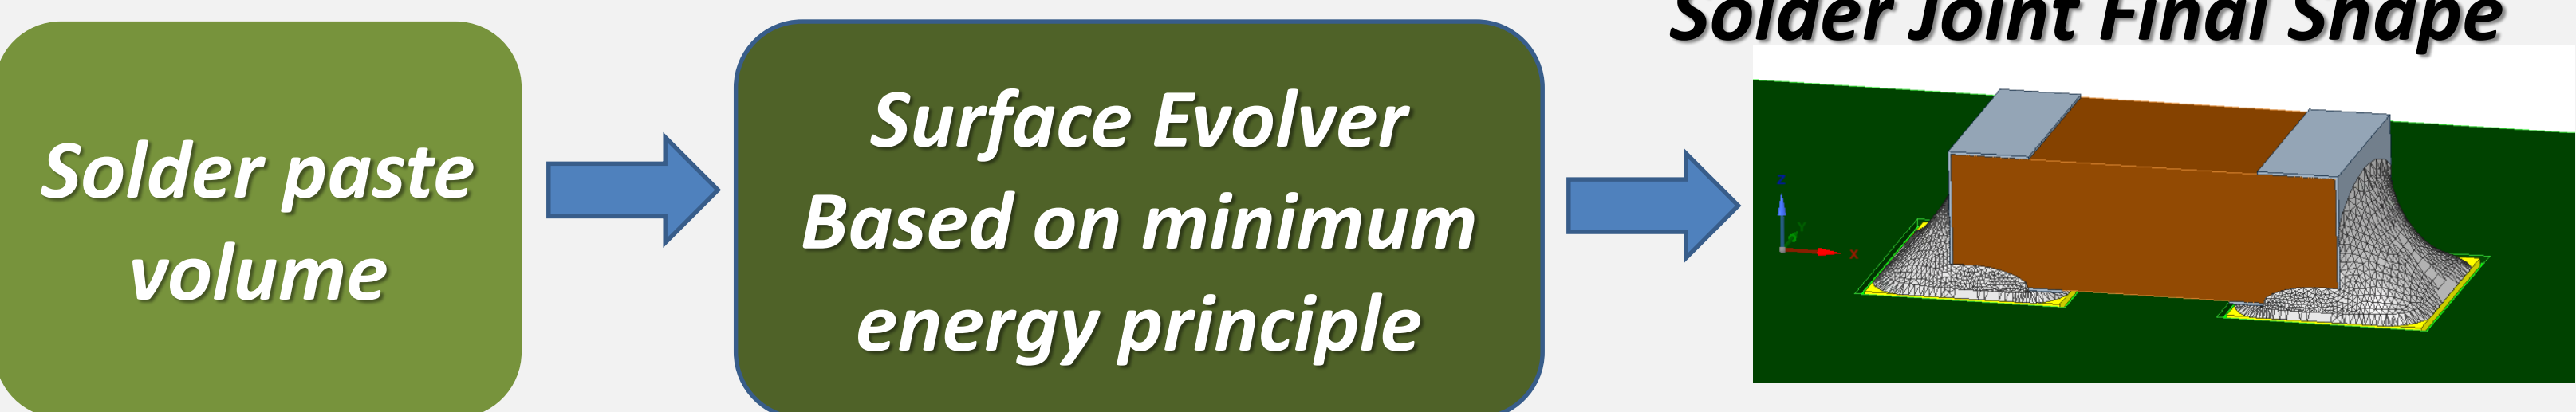 Solder paste
volume
Surface Evolver
Based on minimum
energy principle
Solder Joint Final Shape
Z
Y
X